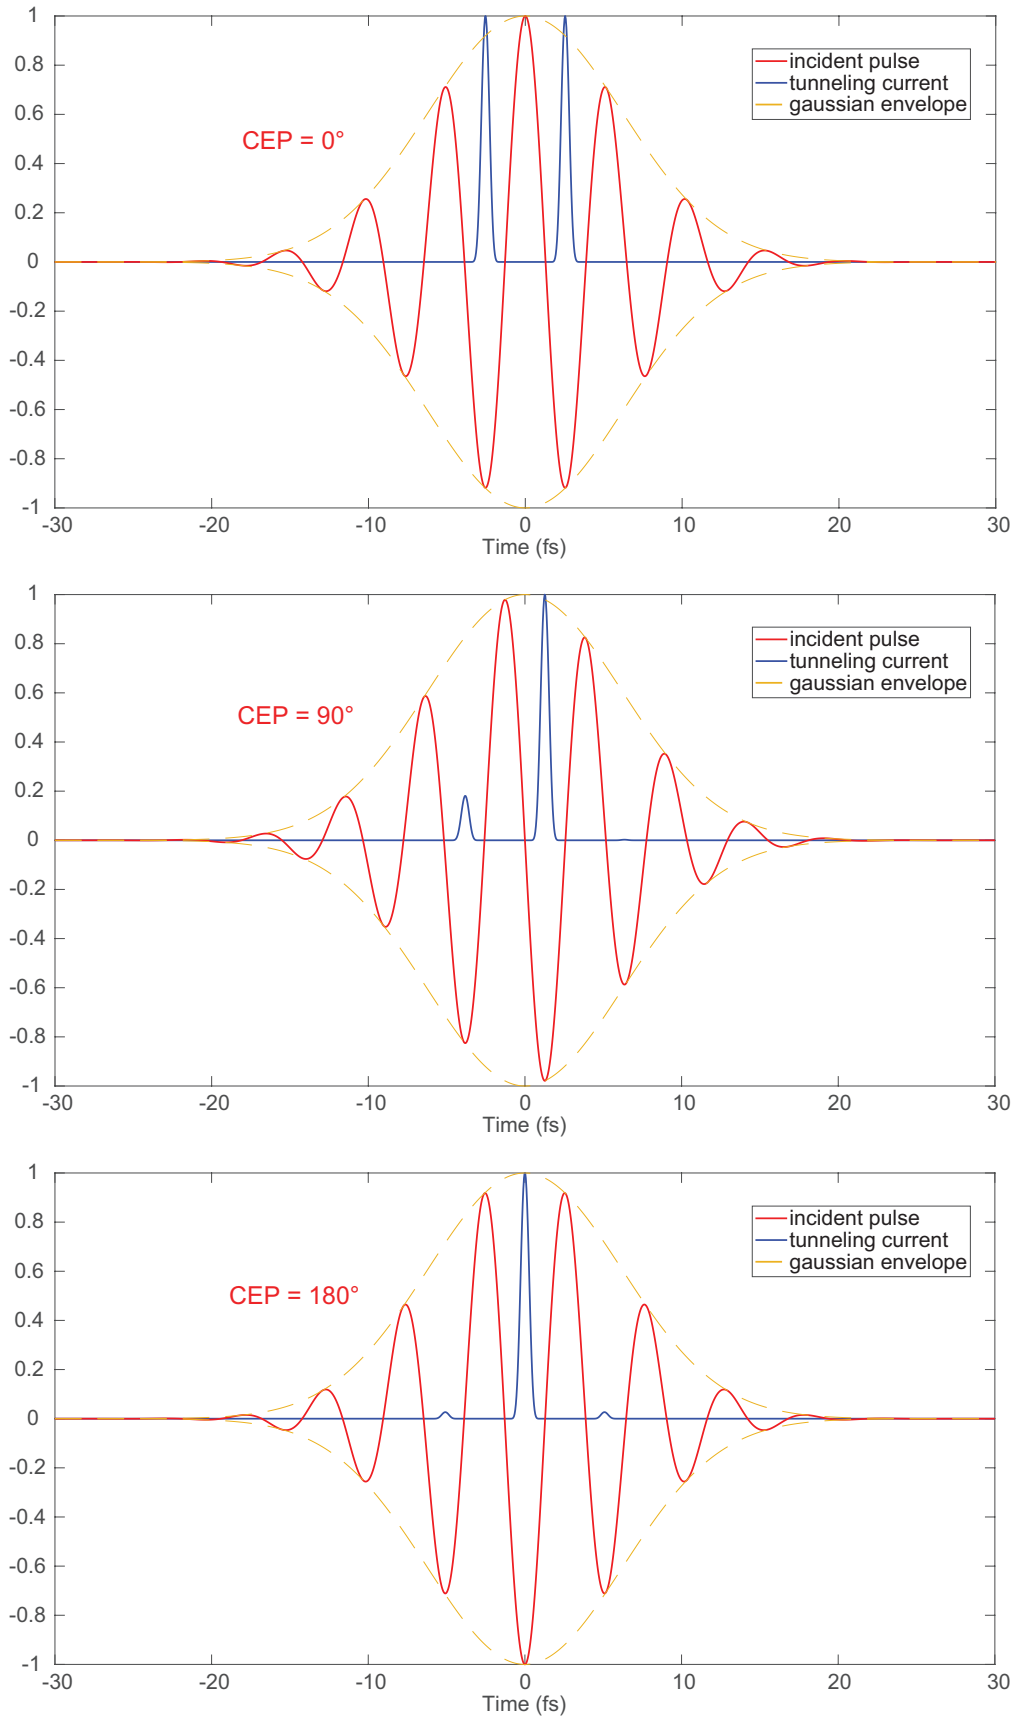 1
0.8
0.6
0.4
0.2
0
-0.2
-0.4
-0.6
-0.8
-1
CEP = 0°
incident pulse
tunneling current
gaussian envelope
-30 -20 -10 0 10 20 30
Time (fs)
1
0.8
0.6
0.4
0.2
0
-0.2
-0.4
-0.6
-0.8
-1
CEP = 90°
incident pulse
tunneling current
gaussian envelope
-30 -20 -10 0 10 20 30
Time (fs)
1
0.8
0.6
0.4
0.2
0
-0.2
-0.4
-0.6
-0.8
-1
CEP = 180°
incident pulse
tunneling current
gaussian envelope
-30 -20 -10 0 10 20 30
Time (fs)